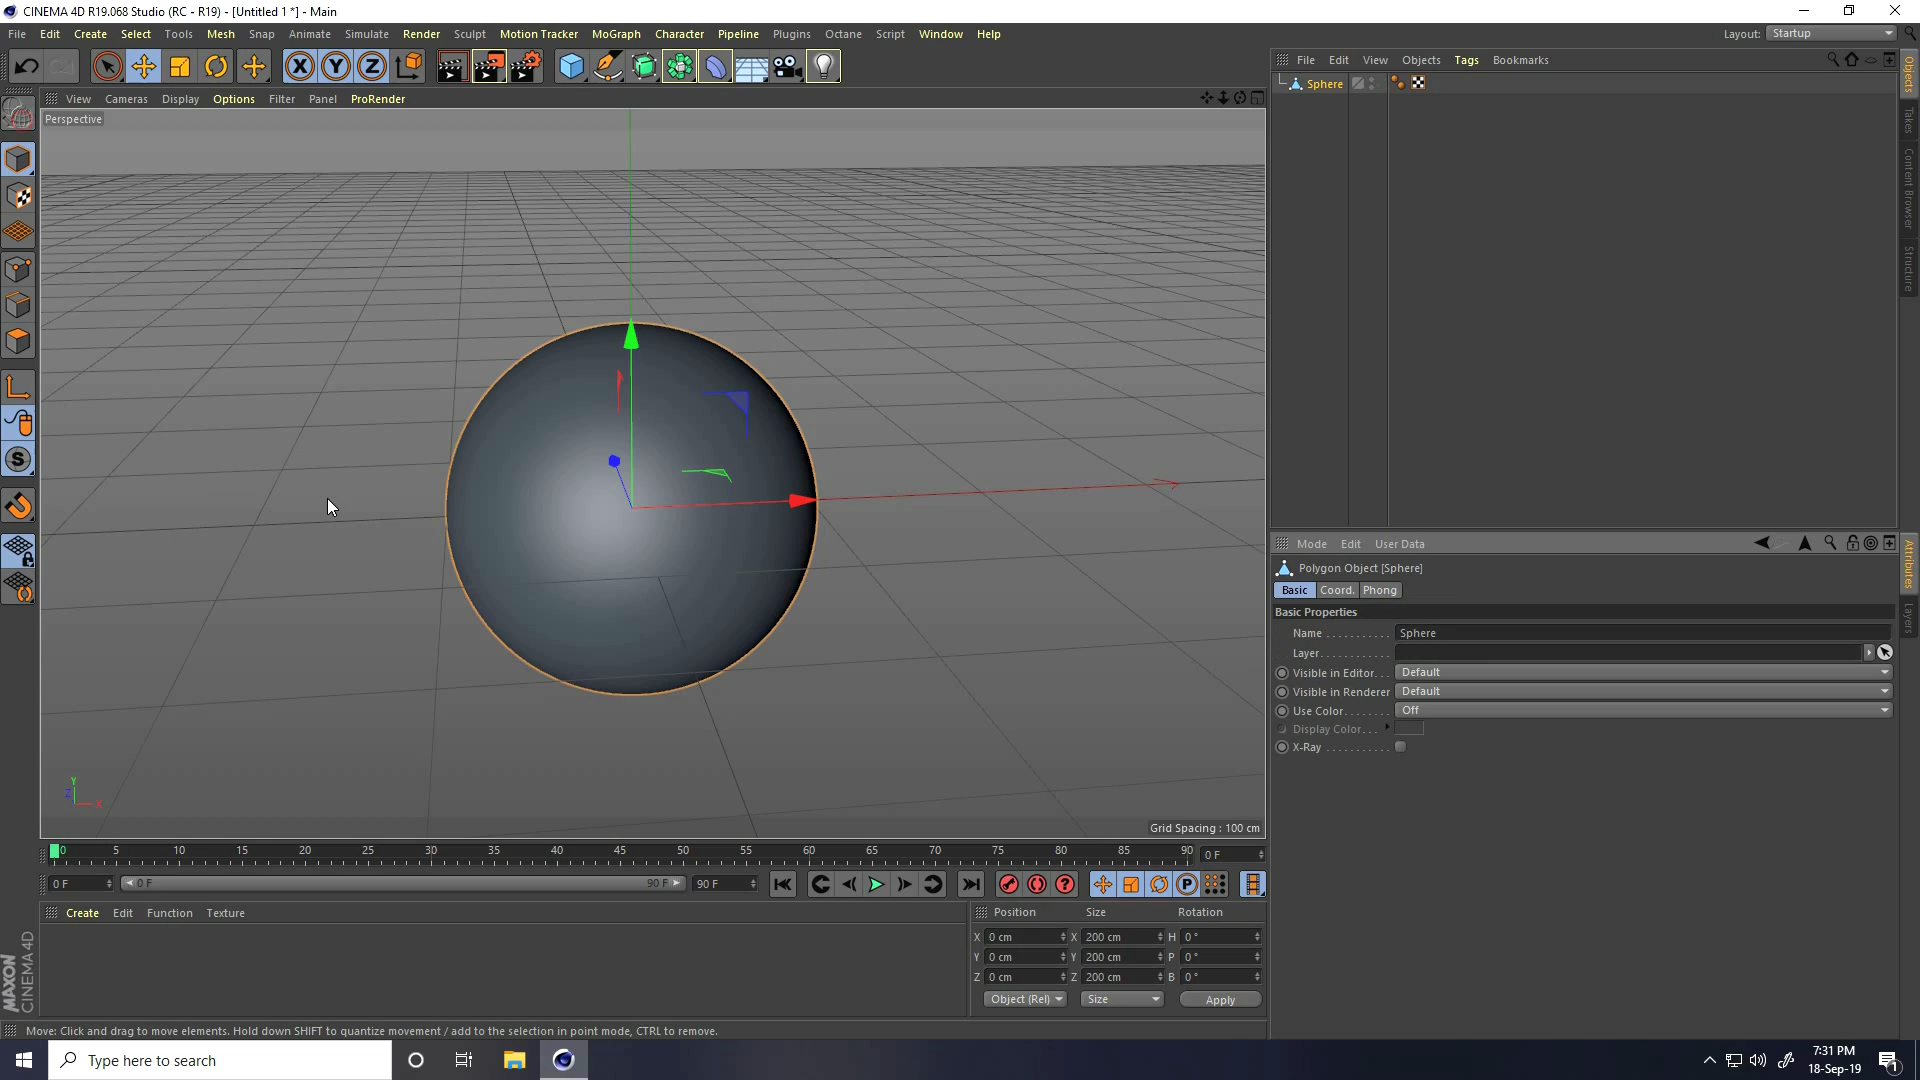 CINEMA 4D R19.068 Studio (RC - R19) - [Untitled 1 *] - Main
File Edit Create Select Tools Mesh Snap Animate Simulate Render Sculpt Motion Tracker MoGraph Character Pipeline Plugins Octane Script Window Help Layout: Startup
X Y Z
File Edit View Objects Tags Bookmarks
Sphere
View Cameras Display Options Filter Panel ProRender
Perspective
Objects
Takes
Content Browser
Structure
S
Mode Edit User Data
Polygon Object [Sphere]
Basic Coord. Phong
Basic Properties
Name Sphere
Layer
Visible in Editor Default
Visible in Renderer Default
Use Color Off
Display Color
X-Ray
Attributes
Layers
Y
Z
X
Grid Spacing : 100 cm
0 5 10 15 20 25 30 35 40 45 50 55 60 65 70 75 80 85 90 0 F
0 F 0 F 90 F 90 F ? P
Create Edit Function Texture
Position Size Rotation
X 0 cm X 200 cm H 0 °
Y 0 cm Y 200 cm P 0 °
Z 0 cm Z 200 cm B 0 °
Object (Rel) Size Apply
MAXON
CINEMA 4D
Move: Click and drag to move elements. Hold down SHIFT to quantize movement / add to the selection in point mode, CTRL to remove.
Type here to search
7:31 PM
18-Sep-19
1